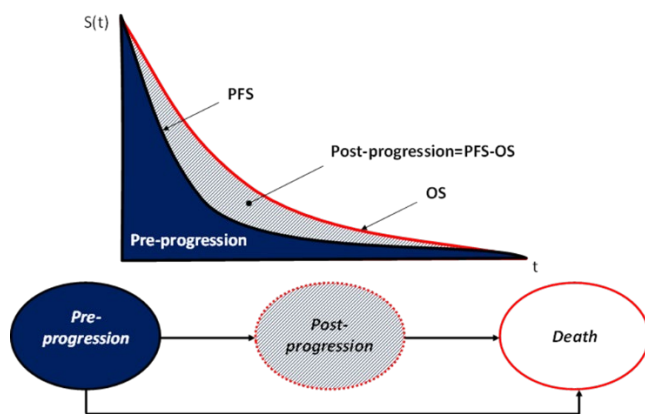 S(t)
PFS
Post-progression=PFS-OS
OS
Pre-progression
t
Pre-
progression
Post-
progression
Death